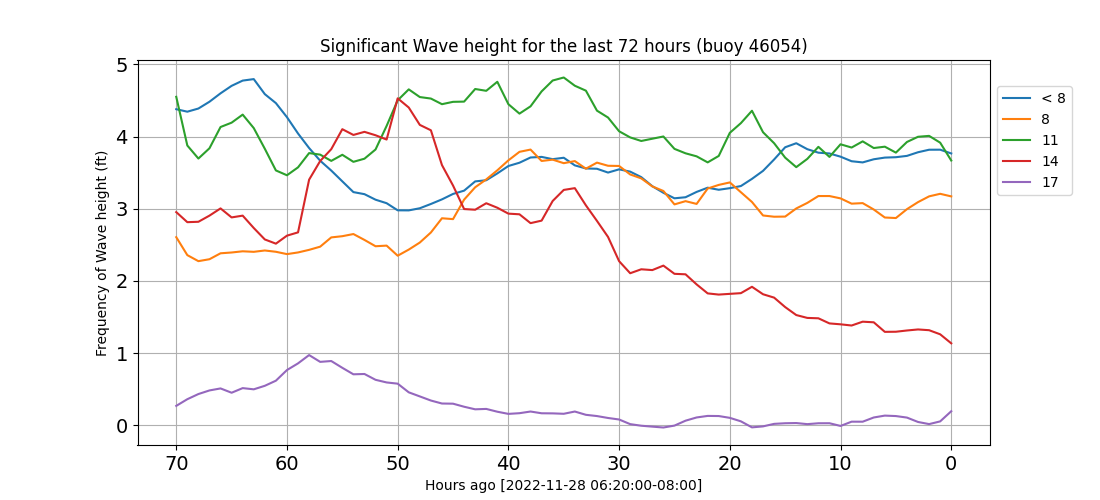 Significant Wave height for the last 72 hours (buoy 46054)
5
4
3
2
1
0
Frequency of Wave height (ft)
70 60 50 40 30 20 10 0
Hours ago [2022-11-28 06:20:00-08:00]
< 8
8
11
14
17